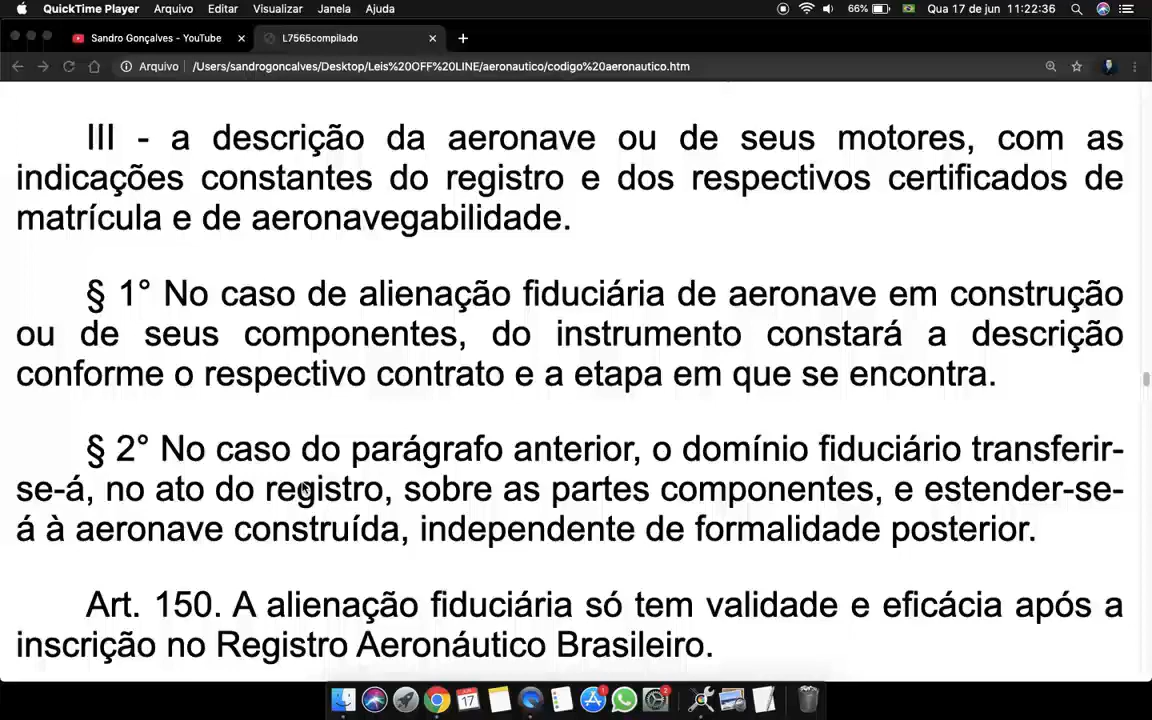 QuickTime Player Arquivo Editar Visualizar Janela Ajuda 66% Qua 17 de jun 11:22:36
Sandro Gonçalves - YouTube L7565compilado
Arquivo /Users/sandrogoncalves/Desktop/Leis%20OFF%20LINE/aeronautico/codigo%20aeronautico.htm
III - a descrição da aeronave ou de seus motores, com as
indicações constantes do registro e dos respectivos certificados de
matrícula e de aeronavegabilidade.
§ 1° No caso de alienação fiduciária de aeronave em construção
ou de seus componentes, do instrumento constará a descrição
conforme o respectivo contrato e a etapa em que se encontra.
§ 2° No caso do parágrafo anterior, o domínio fiduciário transferir-
se-á, no ato do registro, sobre as partes componentes, e estender-se-
á à aeronave construída, independente de formalidade posterior.
Art. 150. A alienação fiduciária só tem validade e eficácia após a
inscrição no Registro Aeronáutico Brasileiro.
17 1 2